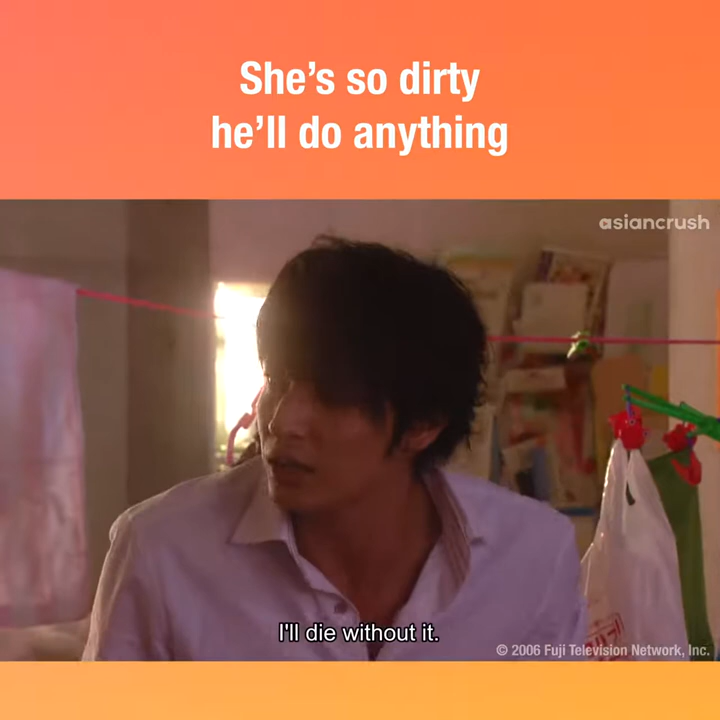 She's so dirty
he'll do anything
asiancrush
I'll die without it.
© 2006 Fuji Television Network, Inc.